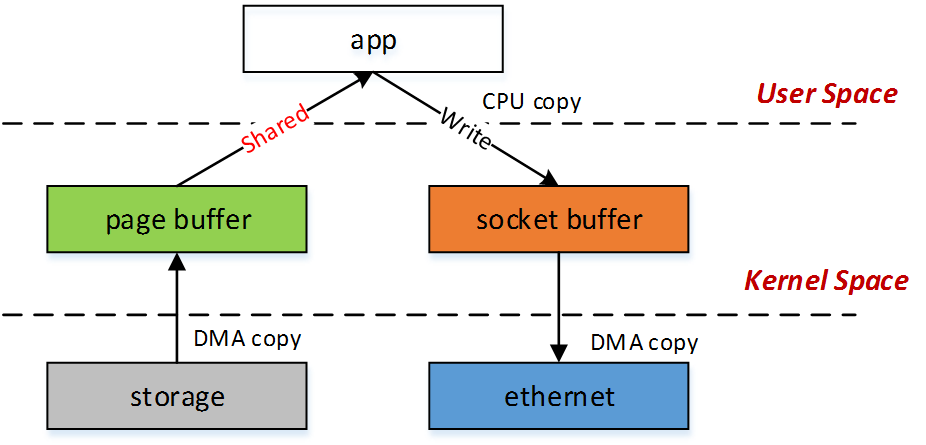 app
User Space
CPU copy
Shared
Write
page buffer
socket buffer
Kernel Space
DMA copy
DMA copy
storage
ethernet